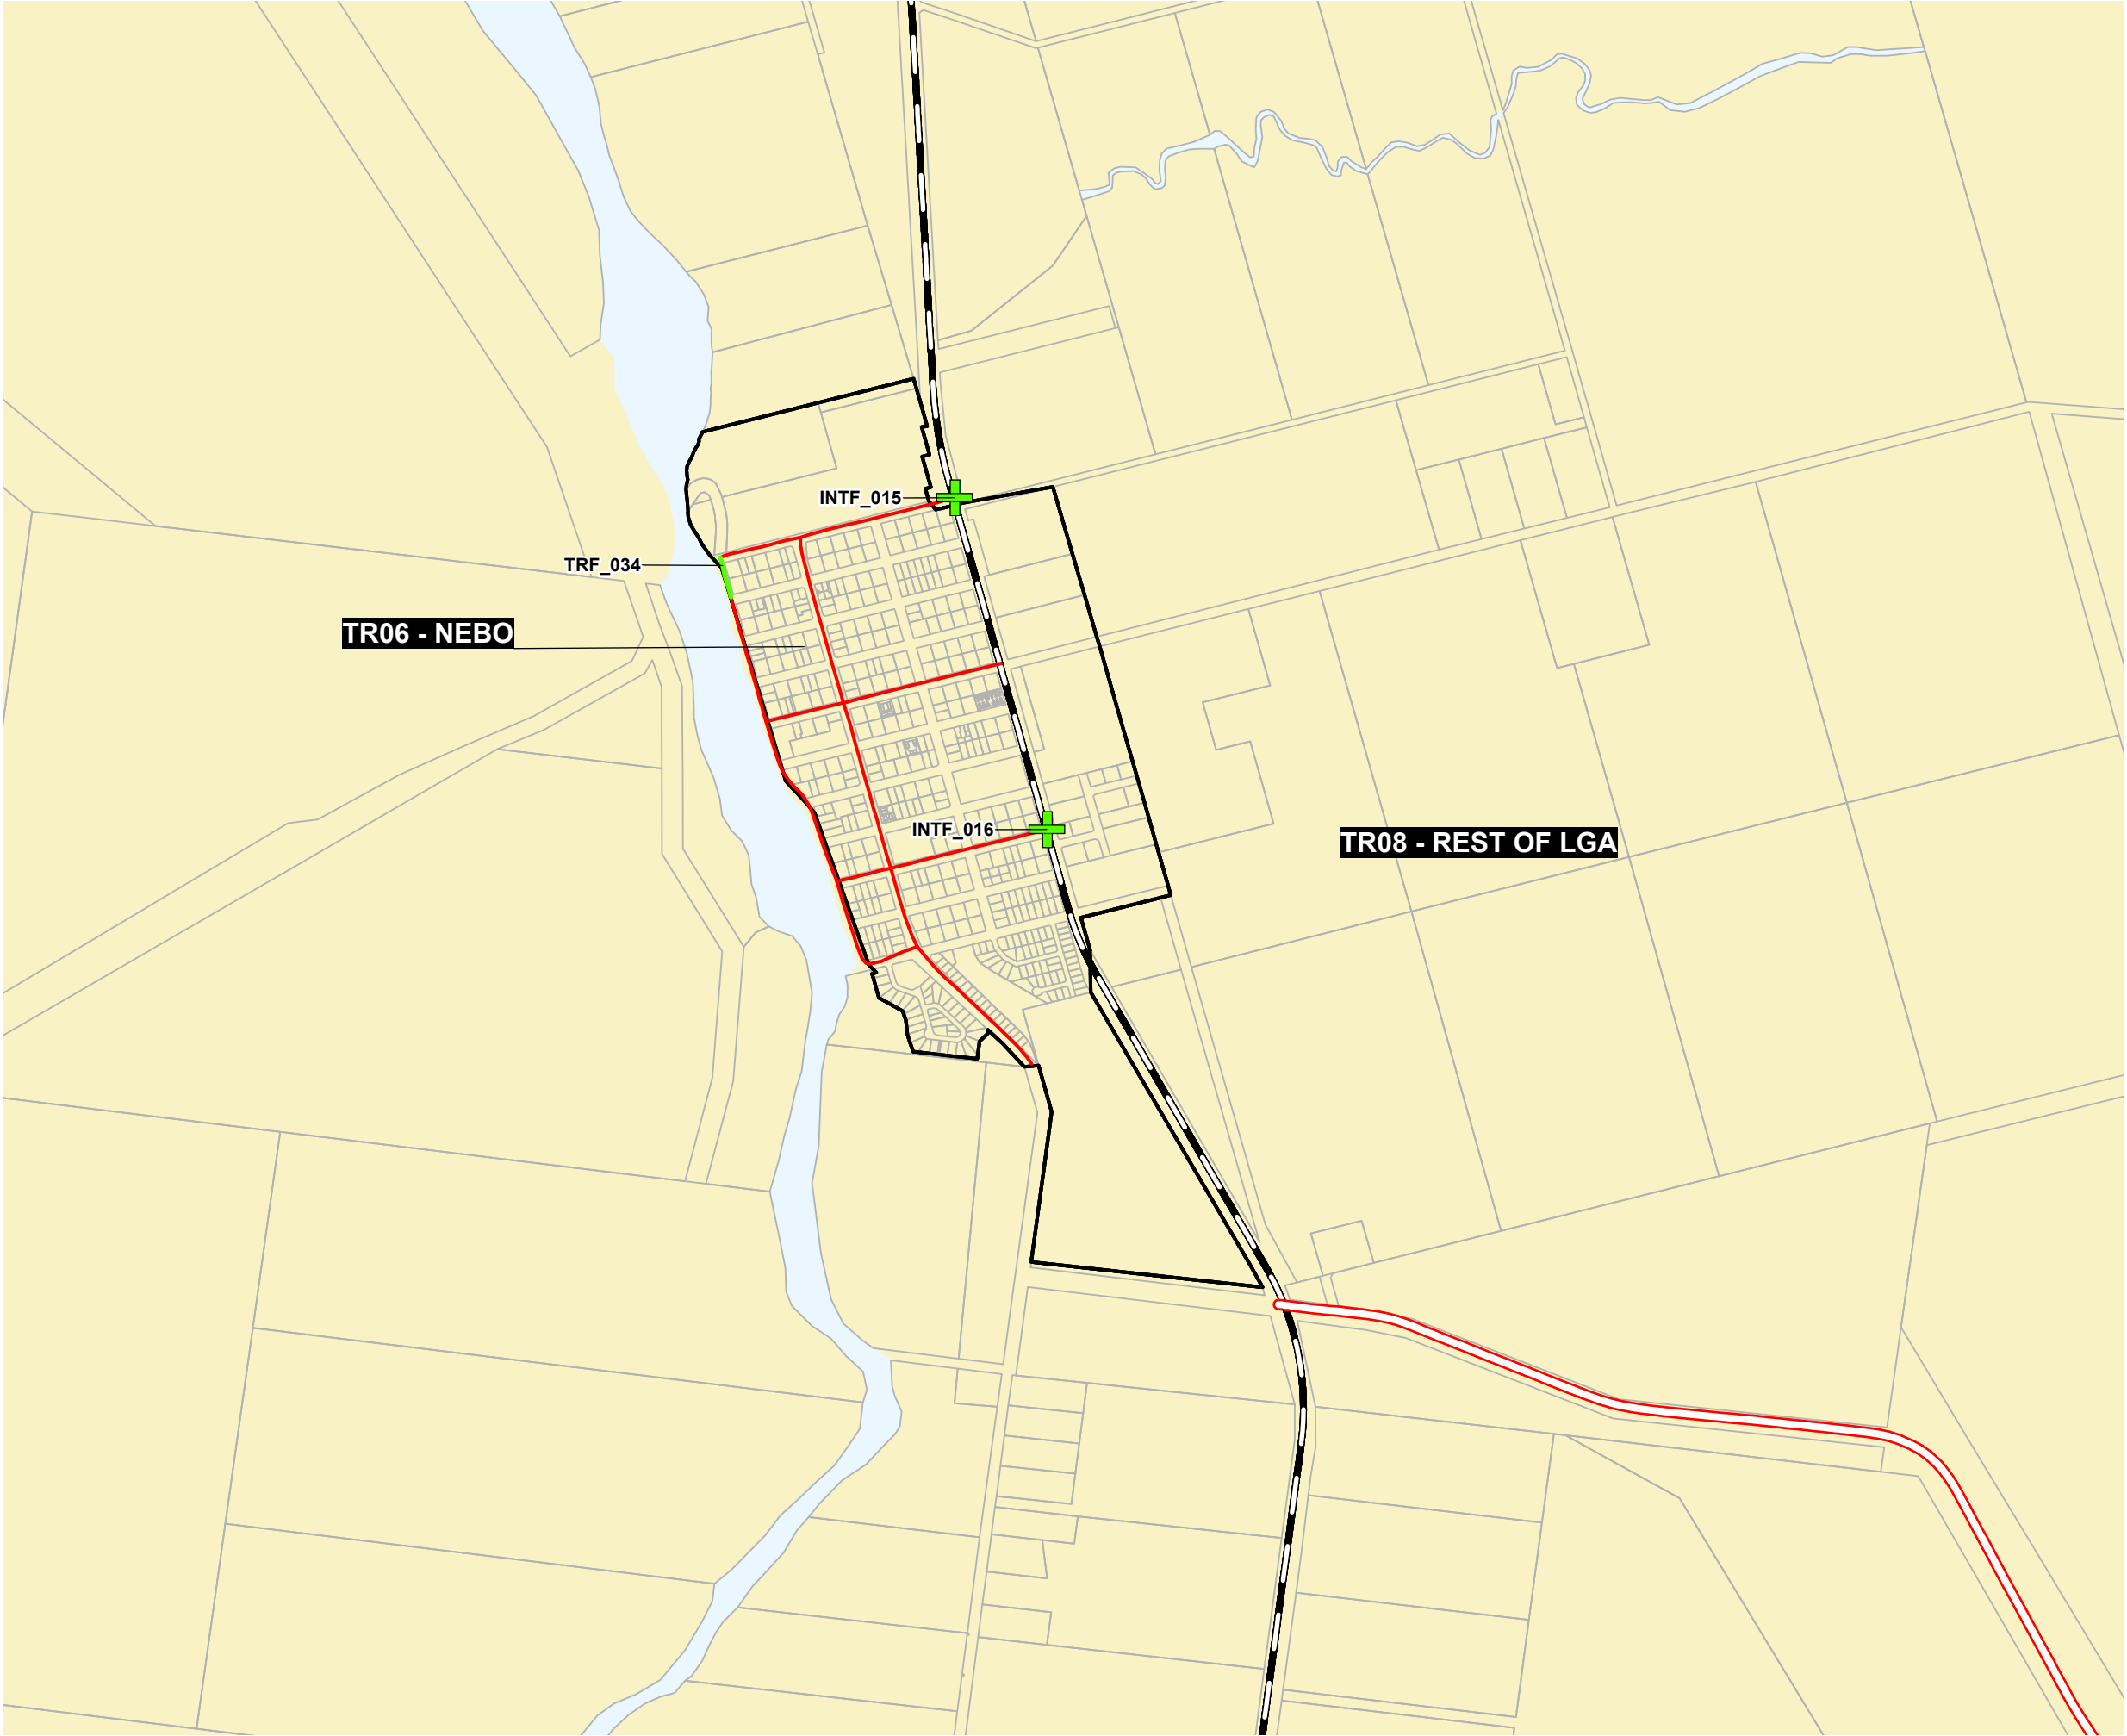 INTF_015
TRF_034
TR06 - NEBO
INTF_016
TR08 - REST OF LGA